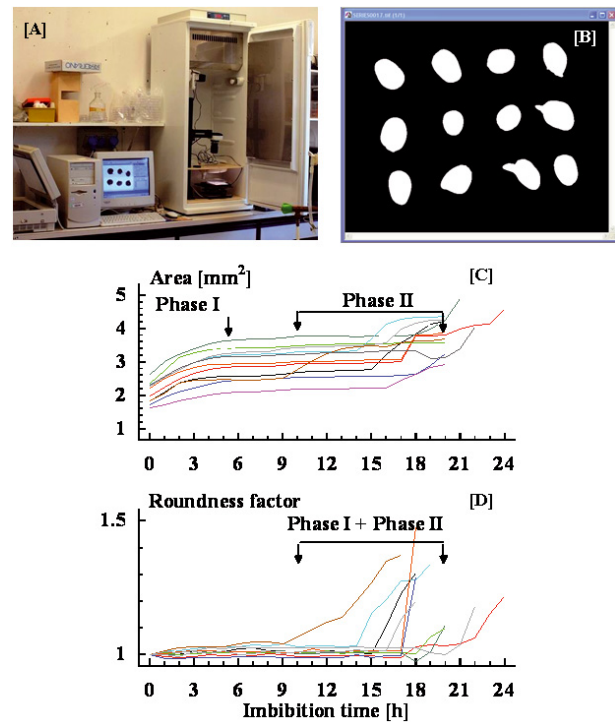 [A]
[B]
Area [mm²]
[C]
Phase I
Phase II
5
4
3
2
1
0 3 6 9 12 15 18 21 24
Roundness factor
[D]
1.5
Phase I + Phase II
1
0 3 6 9 12 15 18 21 24
Imbibition time [h]